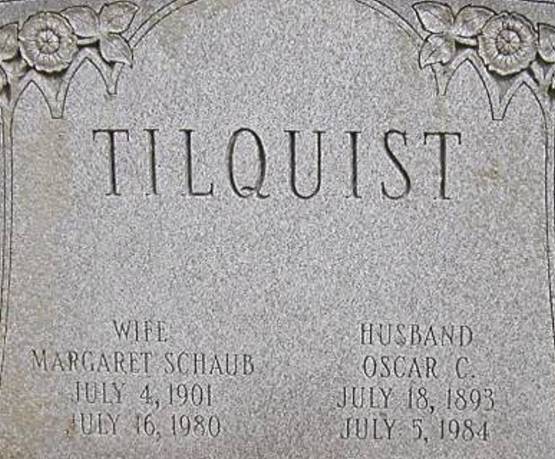 TILQUIST
WIFE
MARGARET SCHAUB
JULY 4, 1901
JULY 16, 1980
HUSBAND
OSCAR C.
JULY 18, 1893
JULY 5, 1984